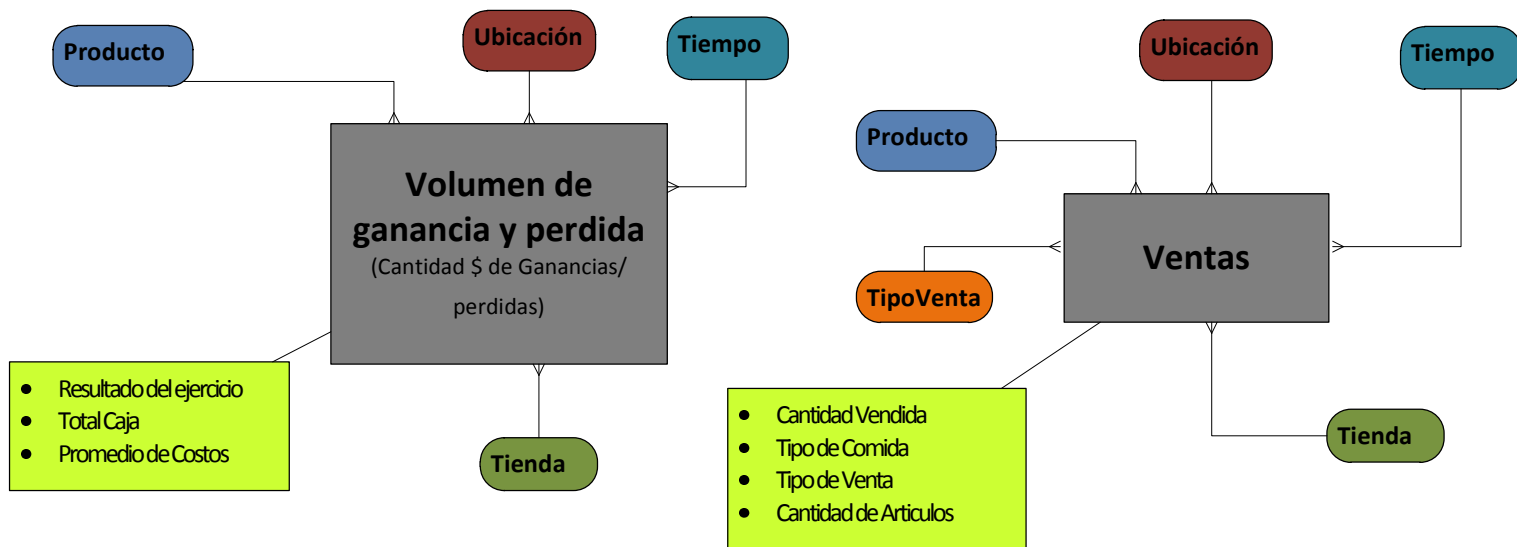 Producto
Ubicación
Tiempo
Volumen de
ganancia y perdida
(Cantidad $ de Ganancias/
perdidas)
• Resultado del ejercicio
• Total Caja
• Promedio de Costos
Tienda
Ubicación
Tiempo
Producto
Ventas
TipoVenta
• Cantidad Vendida
• Tipo de Comida
• Tipo de Venta
• Cantidad de Articulos
Tienda